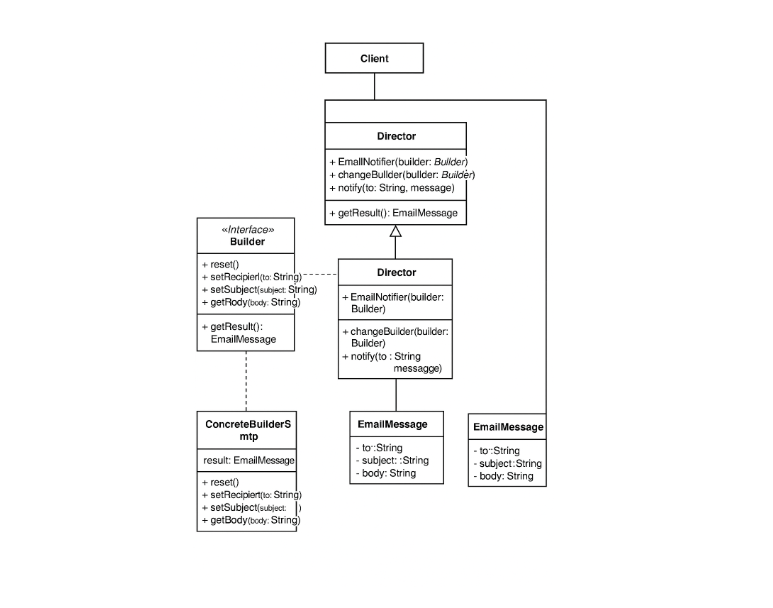 Client
Director
+ EmailNotifier(builder: Builder)
+ changeBuilder(builder: Builder)
+ notify(to: String, message)
+ getResult(): EmailMessage
«Interface»
Builder
+ reset()
+ setRecipierl(to: String)
+ setSubject(subject: String)
+ getRody(body: String)
+ getResult():
EmailMessage
Director
+ EmailNotifier(builder:
Builder)
+ changeBuilder(builder:
Builder)
+ notify(to : String
messagge)
ConcreteBuilderS
mtp
result: EmailMessage
+ reset()
+ setRecipiert(to: String)
+ setSubject(subject: )
+ getBody(body: String)
EmailMessage
- to::String
- subject: :String
- body: String
EmailMessage
- to::String
- subject:String
- body: String